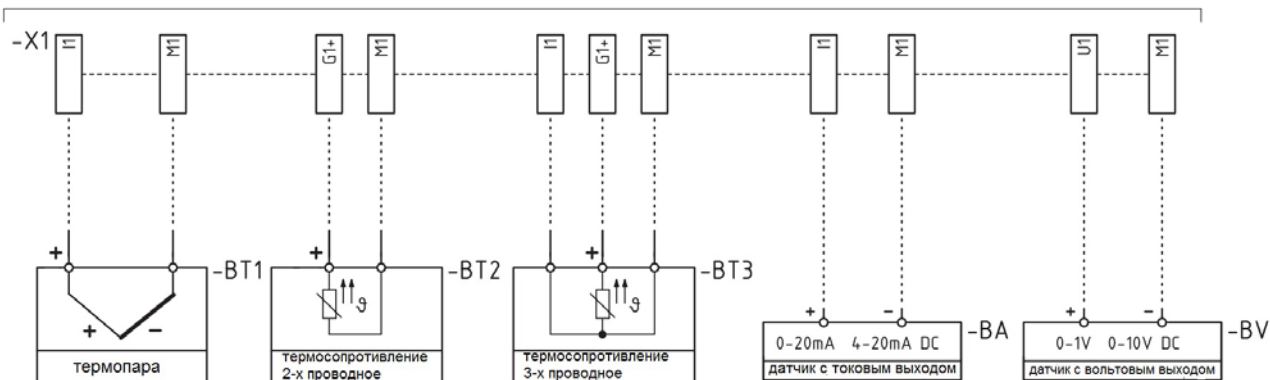 -X1 I1 M1 G1+ M1 I1 G1+ M1 I1 M1 U1 M1
+ -BT1 + -BT2 + -BT3
+ - -BA + - -BV
+ - ϑ ϑ 0-20mA 4-20mA DC 0-1V 0-10V DC
термопара
термосопротивление
2-х проводное
термосопротивление
3-х проводное
датчик с токовым выходом
датчик с вольтовым выходом